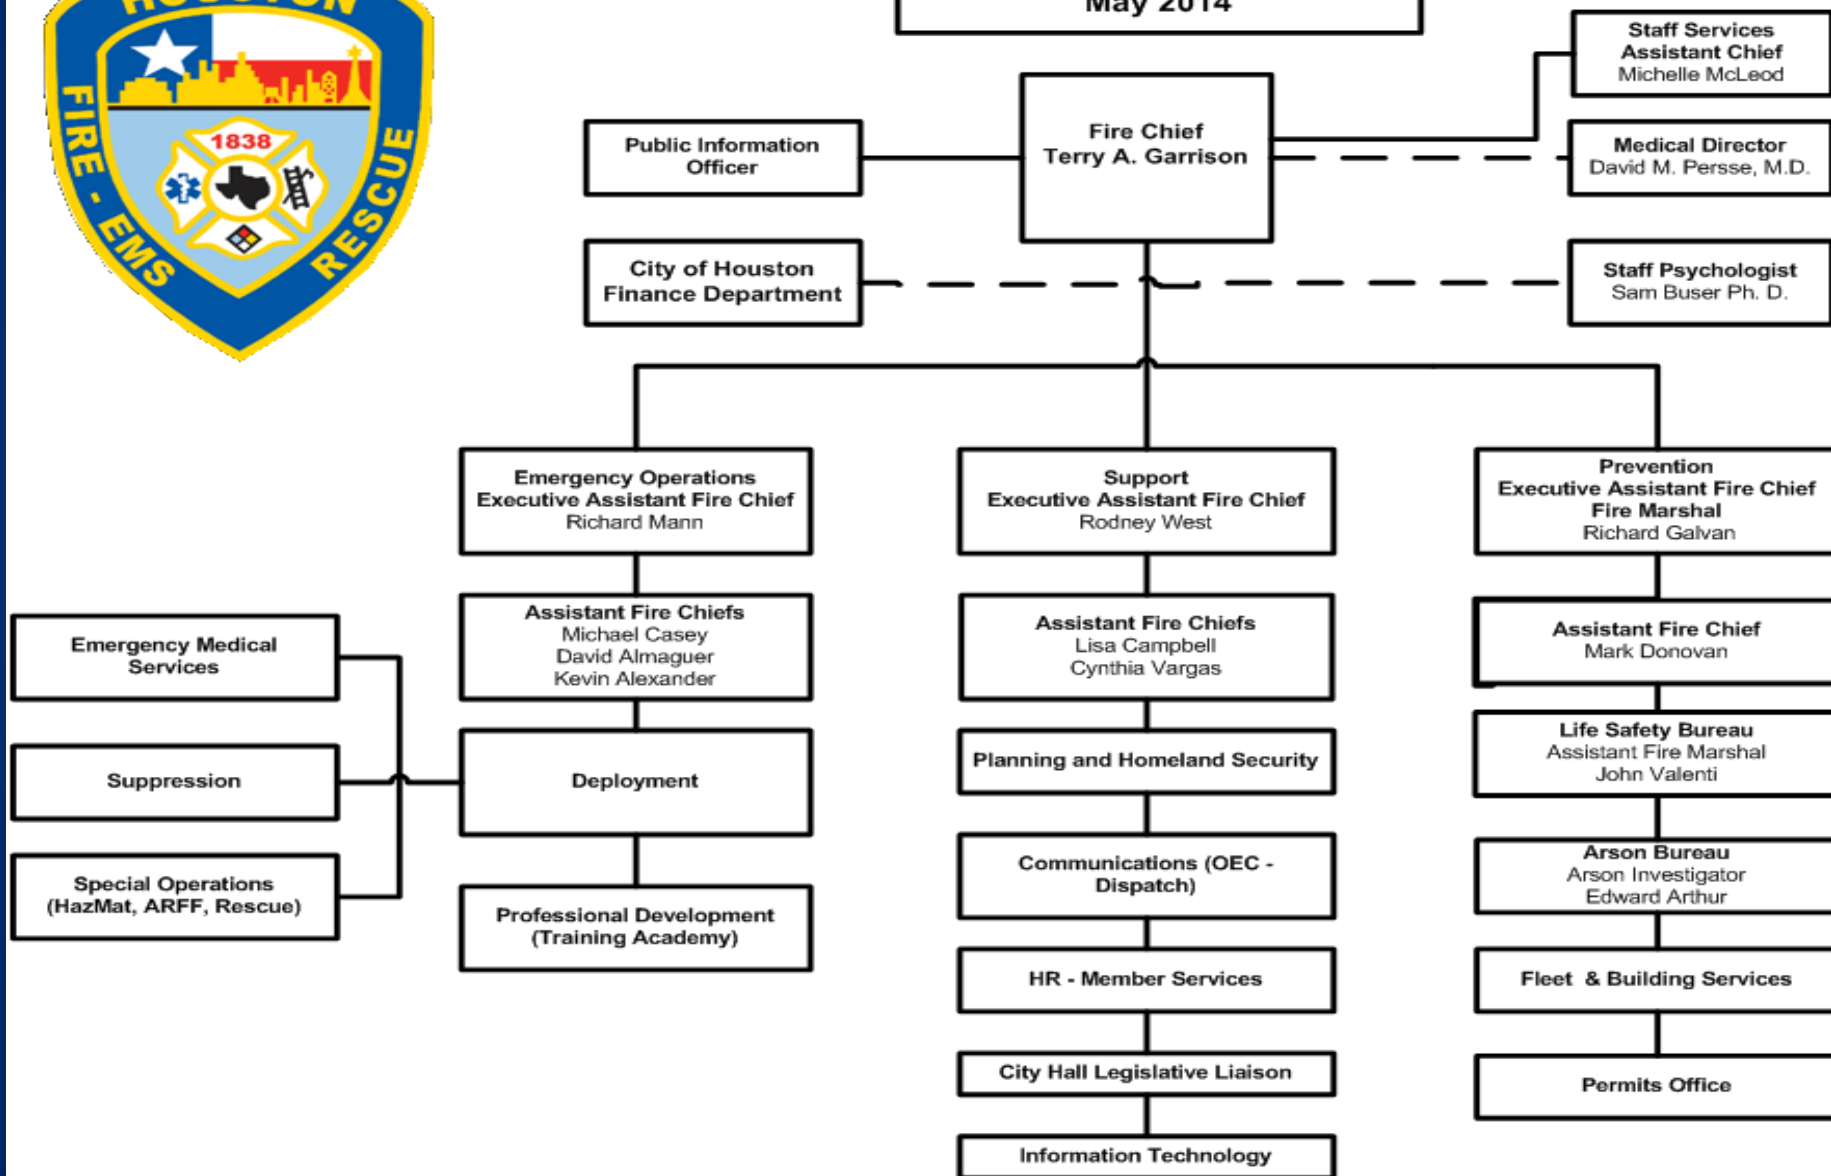 HOUSTON
FIRE - EMS
RESCUE
1838
May 2014
Staff Services
Assistant Chief
Michelle McLeod
Fire Chief
Terry A. Garrison
Public Information
Officer
Medical Director
David M. Persse, M.D.
City of Houston
Finance Department
Staff Psychologist
Sam Buser Ph. D.
Emergency Operations
Executive Assistant Fire Chief
Richard Mann
Support
Executive Assistant Fire Chief
Rodney West
Prevention
Executive Assistant Fire Chief
Fire Marshal
Richard Galvan
Emergency Medical
Services
Assistant Fire Chiefs
Michael Casey
David Almaguer
Kevin Alexander
Assistant Fire Chiefs
Lisa Campbell
Cynthia Vargas
Assistant Fire Chief
Mark Donovan
Suppression
Deployment
Planning and Homeland Security
Life Safety Bureau
Assistant Fire Marshal
John Valenti
Special Operations
(HazMat, ARFF, Rescue)
Professional Development
(Training Academy)
Communications (OEC -
Dispatch)
Arson Bureau
Arson Investigator
Edward Arthur
HR - Member Services
Fleet & Building Services
City Hall Legislative Liaison
Permits Office
Information Technology